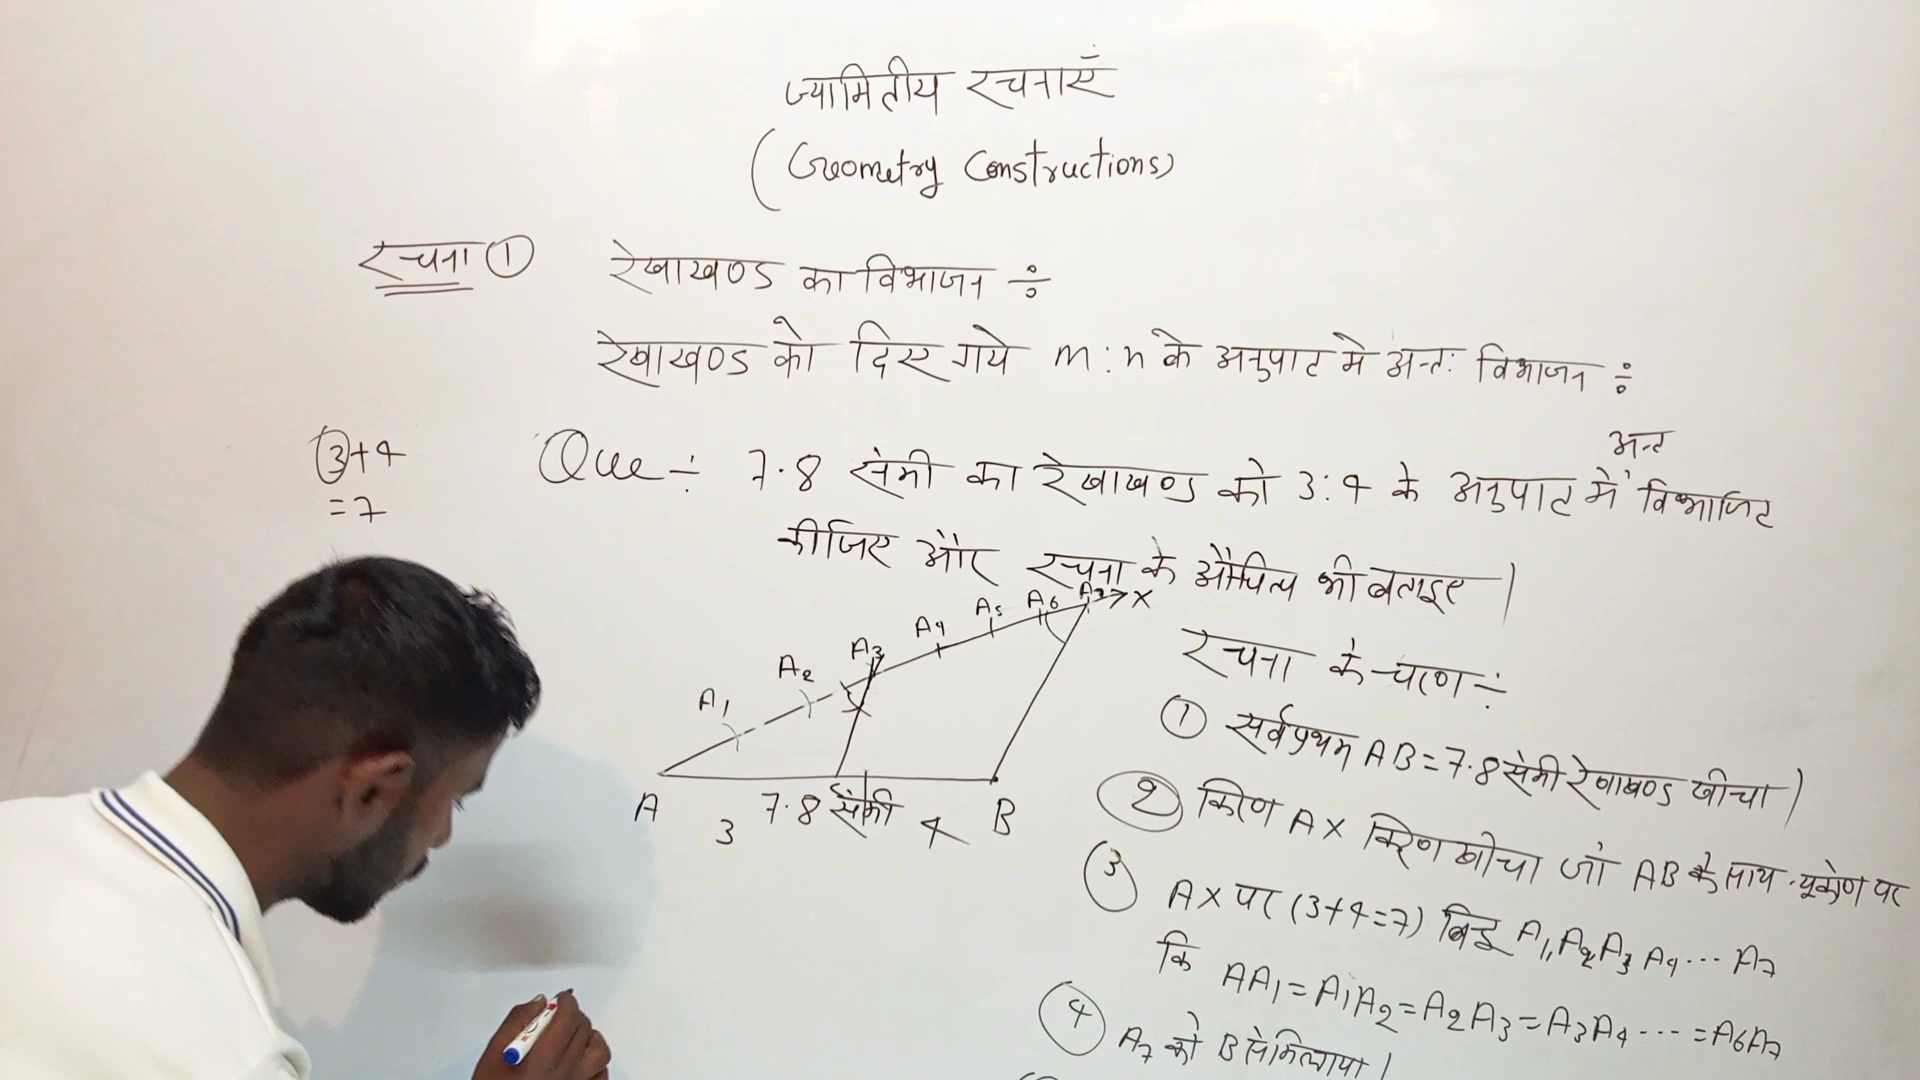 ज्यामितीय रचनाएँ
(Geometry Constructions)
रचना ① रेखाखण्ड का विभाजन ÷
रेखाखण्ड को दिए गये m : n के अनुपात मे अन्तः विभाजन ÷
3+4
=7
अन्त
Que ÷ 7.8 सेमी का रेखाखण्ड को 3:4 के अनुपात में विभाजित
कीजिए और रचना के औचित्य भी बताइए।
A1 A2 A3 A4 A5 A6 A7 X
A 7.8 सेमी B
3 4
रचना के चरण ÷
① सर्वप्रथम AB = 7.8 सेमी रेखाखण्ड खीचा।
② किरण AX किरण खीचा जो AB के साथ न्यूकोण पर
③ AX पर (3+4=7) बिंदु A1, A2 A3 A4 ... A7
कि AA1 = A1A2 = A2A3 = A3A4 ... = A6A7
④ A7 को B से मिलाया।